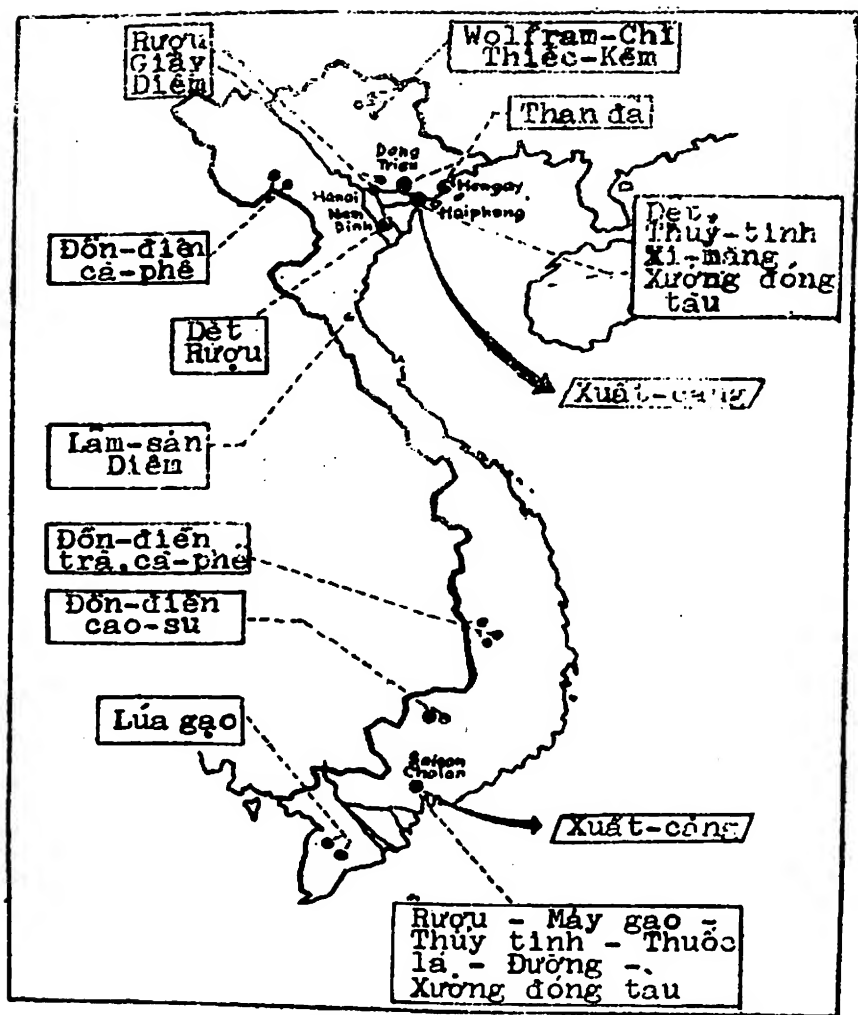 Rượu
Giấy
Diêm
Wolfram-Chì
Thiếc-Kẽm
Than đá
Dong
Trieu
Hongay
Hanoi
Haiphong
Nam
Dinh
Đồn-điền
cà-phê
Dệt
Thuỷ-tinh
Xi-măng
Xưởng đóng
tàu
Dệt
Rượu
Xuất-cảng
Lâm-sản
Diêm
Đồn-điền
trà, cà-phê
Đồn-điền
cao-su
Lúa gạo
Saigon
Cholan
Xuất-cảng
Rượu - Máy gạo -
Thủy tinh - Thuốc
lá - Đường -
Xưởng đóng tàu